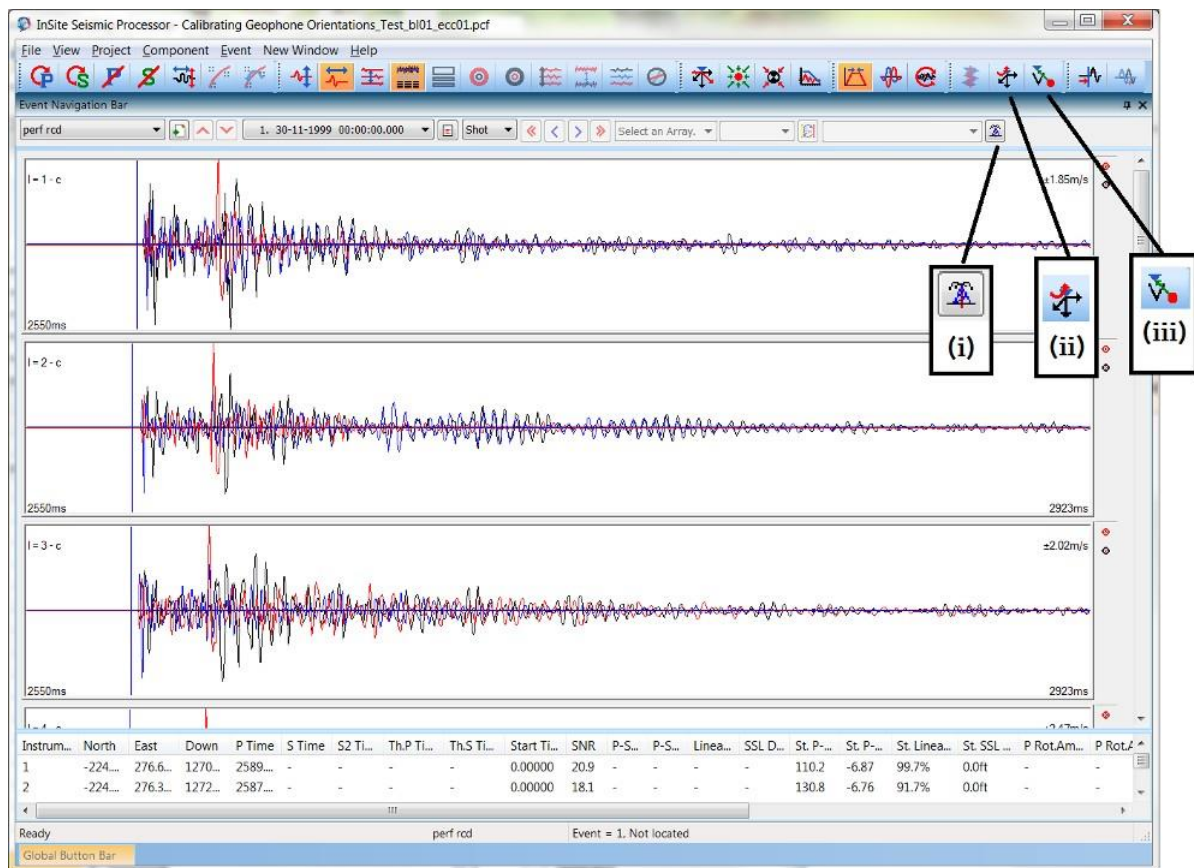 InSite Seismic Processor - Calibrating Geophone Orientations_Test_bl01_ecc01.pcf
File View Project Component Event New Window Help
Event Navigation Bar
perf rcd 1. 30-11-1999 00:00:00.000 Shot Select an Array.
I = 1 - c ±1.85m/s
2550ms
(i) (ii) (iii)
I = 2 - c
2550ms 2923ms
I = 3 - c ±2.02m/s
2550ms 2923ms
Instrum... North East Down P Time S Time S2 Ti... Th.P Ti... Th.S Ti... Start Ti... SNR P-S... P-S... Linea... SSL D... St. P-... St. P-... St. Linea... St. SSL ... P Rot.Am... P Rot.A
1 -224.... 276.6... 1270... 2589... - - - - 0.00000 20.9 - - - - 110.2 -6.87 99.7% 0.0ft - -
2 -224.... 276.3... 1272... 2587... - - - - 0.00000 18.1 - - - - 130.8 -6.76 91.7% 0.0ft - -
Ready perf rcd Event = 1, Not located
Global Button Bar